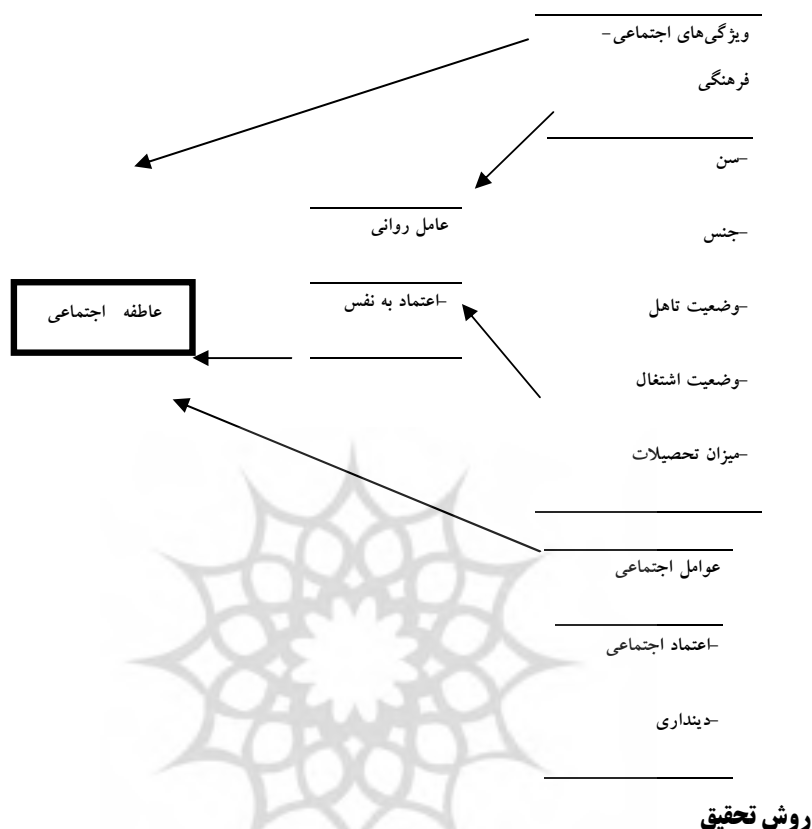 ویژگی‌های اجتماعی-
فرهنگی
-سن
-جنس
-وضعیت تاهل
-وضعیت اشتغال
-میزان تحصیلات
عامل روانی
-اعتماد به نفس
عاطفه اجتماعی
عوامل اجتماعی
-اعتماد اجتماعی
-دینداری
روش تحقیق